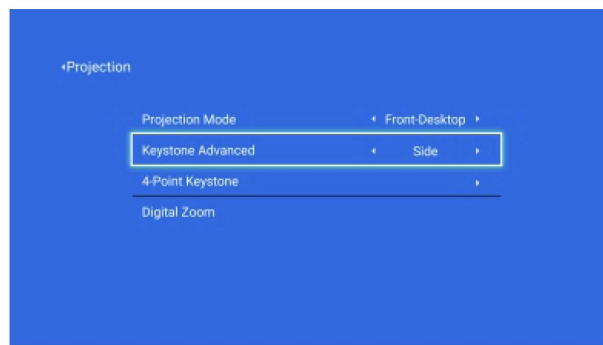 Projection
Projection Mode Front-Desktop
Keystone Advanced Side
4-Point Keystone
Digital Zoom